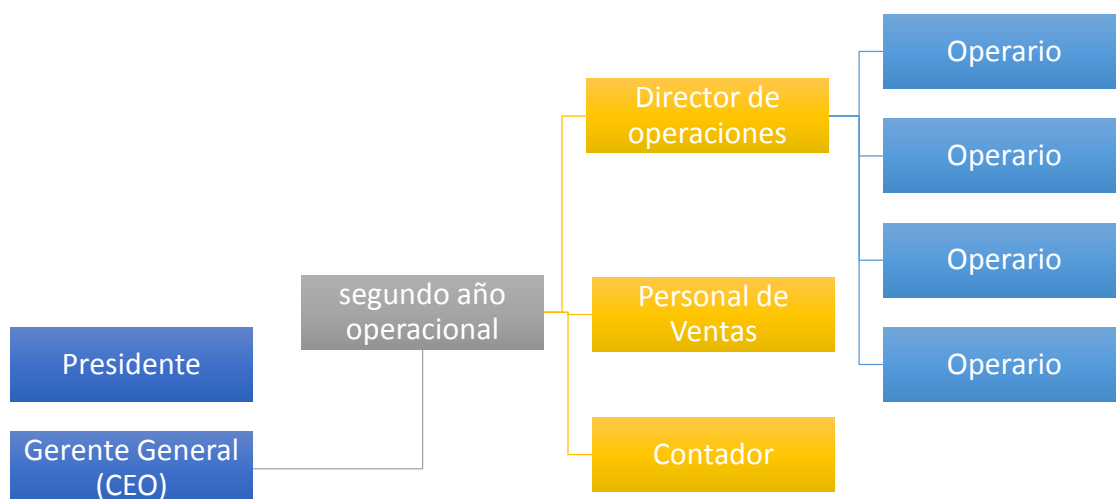 Presidente
Gerente General
(CEO)
segundo año
operacional
Director de
operaciones
Personal de
Ventas
Contador
Operario
Operario
Operario
Operario